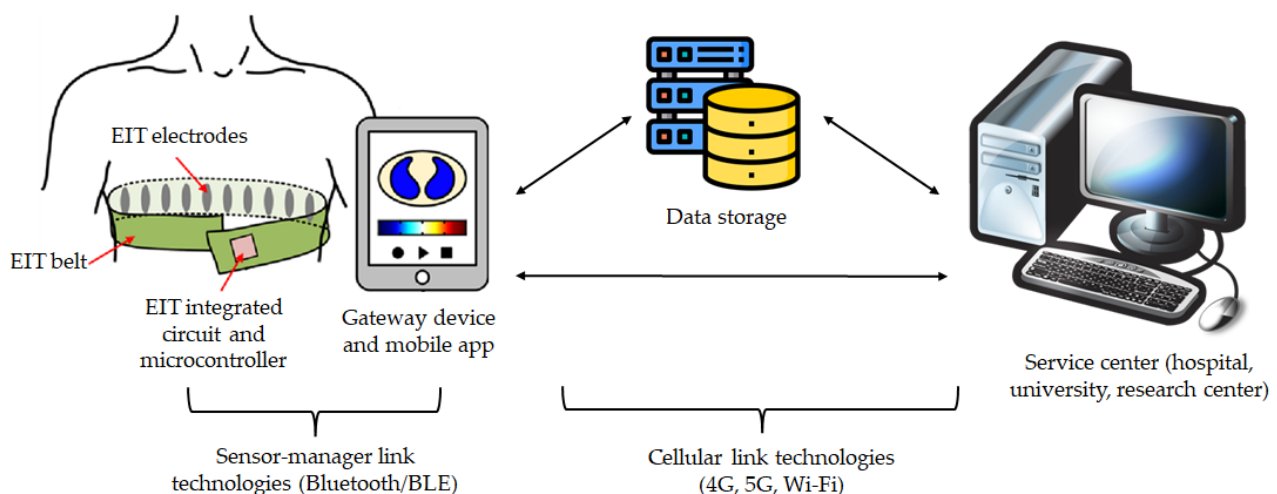 EIT electrodes
EIT belt
EIT integrated
circuit and
microcontroller
Gateway device
and mobile app
Data storage
Service center (hospital,
university, research center)
Sensor-manager link
technologies (Bluetooth/BLE)
Cellular link technologies
(4G, 5G, Wi-Fi)